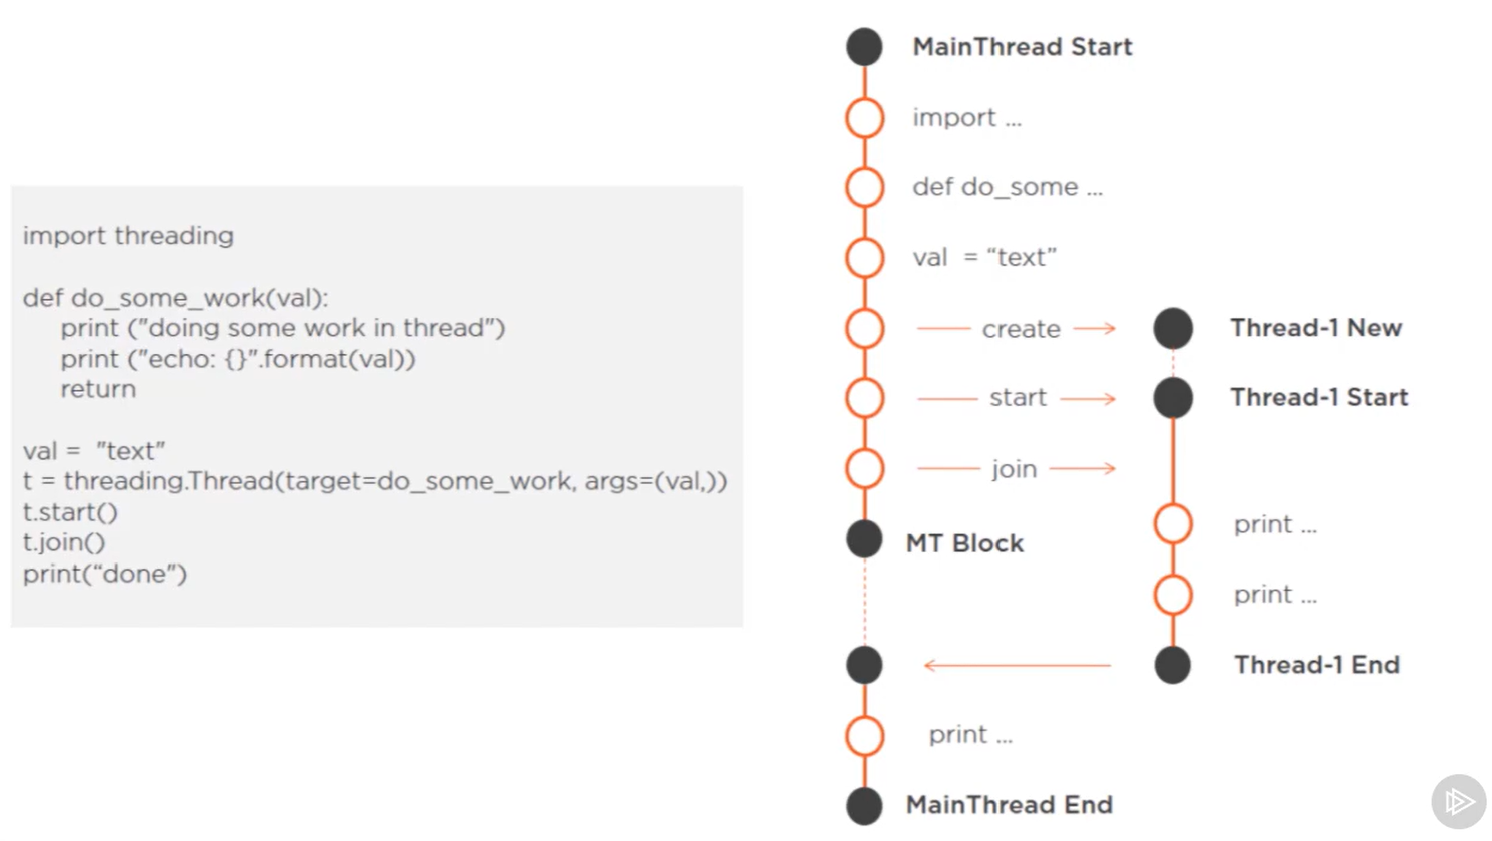 import threading
def do_some_work(val):
print ("doing some work in thread")
print ("echo: {}".format(val))
return
val = "text"
t = threading.Thread(target=do_some_work, args=(val,))
t.start()
t.join()
print(“done")
MainThread Start
import ...
def do_some ...
val = “text”
create
Thread-1 New
start
Thread-1 Start
join
print ...
MT Block
print ...
Thread-1 End
print ...
MainThread End